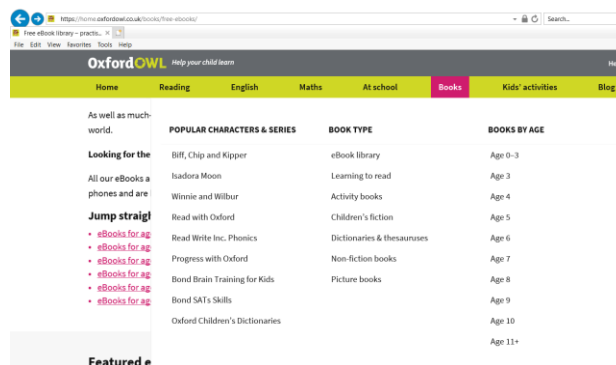 https://home.oxfordowl.co.uk/books/free-ebooks/
Search...
Free eBook library – practis...
File Edit View Favorites Tools Help
Oxford OWL Help your child learn
He
Home Reading English Maths At school Books Kids' activities Blog
As well as much-
world.
Looking for the
All our eBooks a
phones and are
Jump straigh
• eBooks for ag
• eBooks for ag
• eBooks for ag
• eBooks for ag
• eBooks for ag
• eBooks for ag
Featured e
POPULAR CHARACTERS & SERIES
Biff, Chip and Kipper
Isadora Moon
Winnie and Wilbur
Read with Oxford
Read Write Inc. Phonics
Progress with Oxford
Bond Brain Training for Kids
Bond SATs Skills
Oxford Children's Dictionaries
BOOK TYPE
eBook library
Learning to read
Activity books
Children's fiction
Dictionaries & thesauruses
Non-fiction books
Picture books
BOOKS BY AGE
Age 0–3
Age 3
Age 4
Age 5
Age 6
Age 7
Age 8
Age 9
Age 10
Age 11+